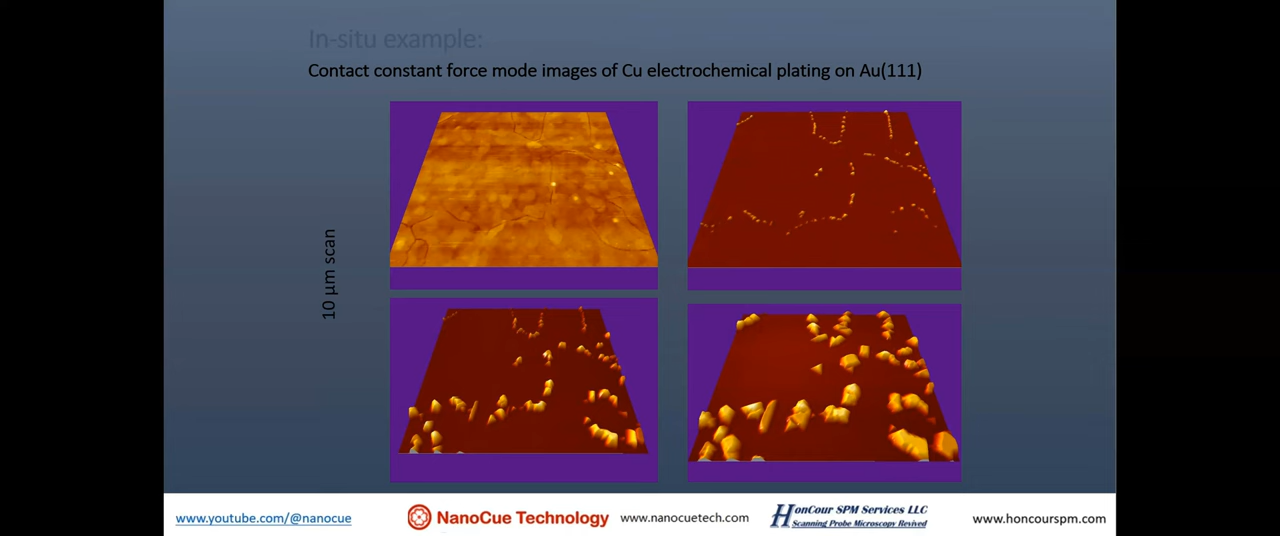 In-situ example:
Contact constant force mode images of Cu electrochemical plating on Au(111)
10 µm scan
www.youtube.com/@nanocue
NanoCue Technology
www.nanocuetech.com
HonCour SPM Services LLC
Scanning Probe Microscopy Revived
www.honcourspm.com